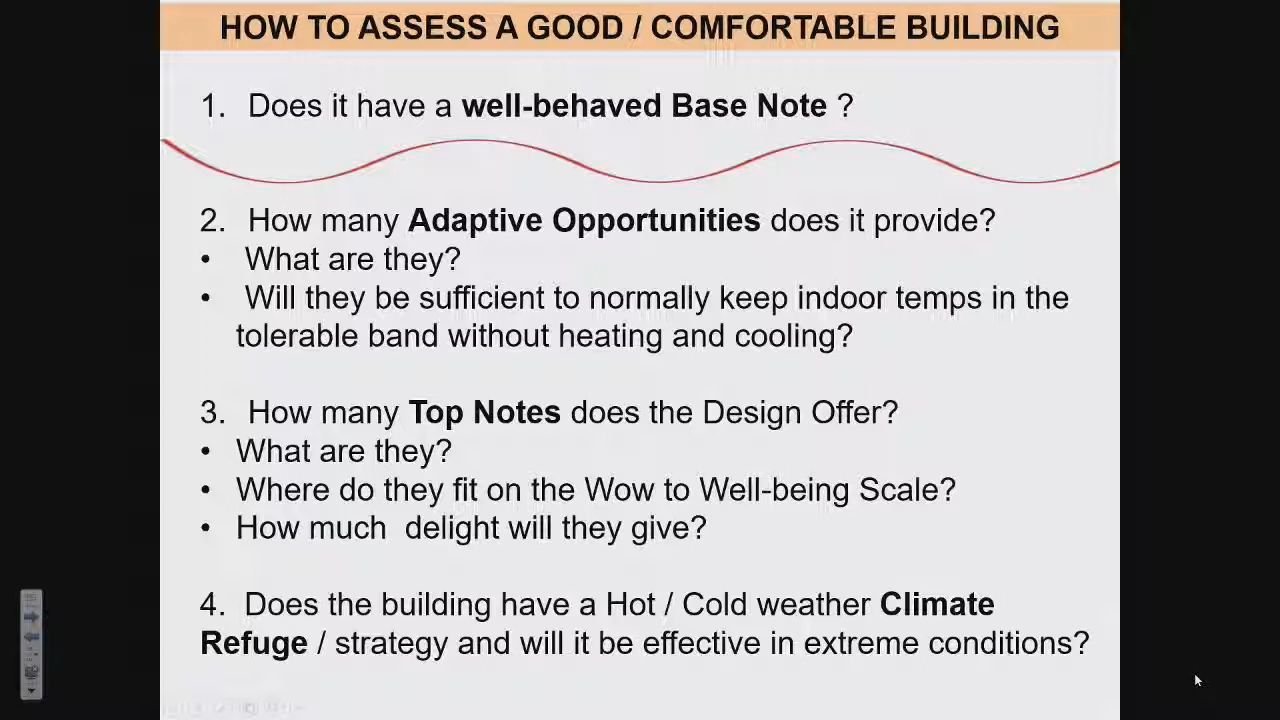 HOW TO ASSESS A GOOD / COMFORTABLE BUILDING
1. Does it have a well-behaved Base Note ?
2. How many Adaptive Opportunities does it provide?
• What are they?
• Will they be sufficient to normally keep indoor temps in the
tolerable band without heating and cooling?
3. How many Top Notes does the Design Offer?
• What are they?
• Where do they fit on the Wow to Well-being Scale?
• How much delight will they give?
4. Does the building have a Hot / Cold weather Climate
Refuge / strategy and will it be effective in extreme conditions?